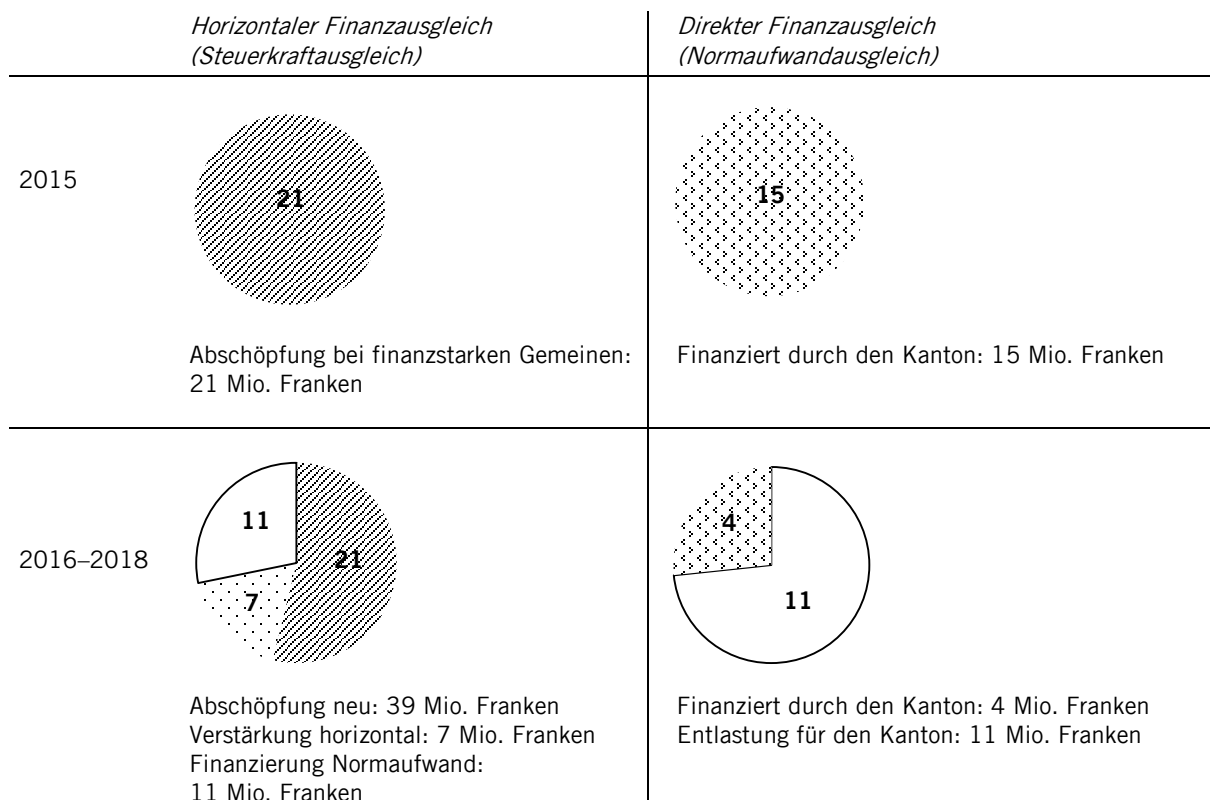 Horizontaler Finanzausgleich
(Steuerkraftausgleich)
Direkter Finanzausgleich
(Normaufwandausgleich)
2015
21
15
Abschöpfung bei finanzstarken Gemeinen:
21 Mio. Franken
Finanziert durch den Kanton: 15 Mio. Franken
2016–2018
11
21
7
4
11
Abschöpfung neu: 39 Mio. Franken
Verstärkung horizontal: 7 Mio. Franken
Finanzierung Normaufwand:
11 Mio. Franken
Finanziert durch den Kanton: 4 Mio. Franken
Entlastung für den Kanton: 11 Mio. Franken